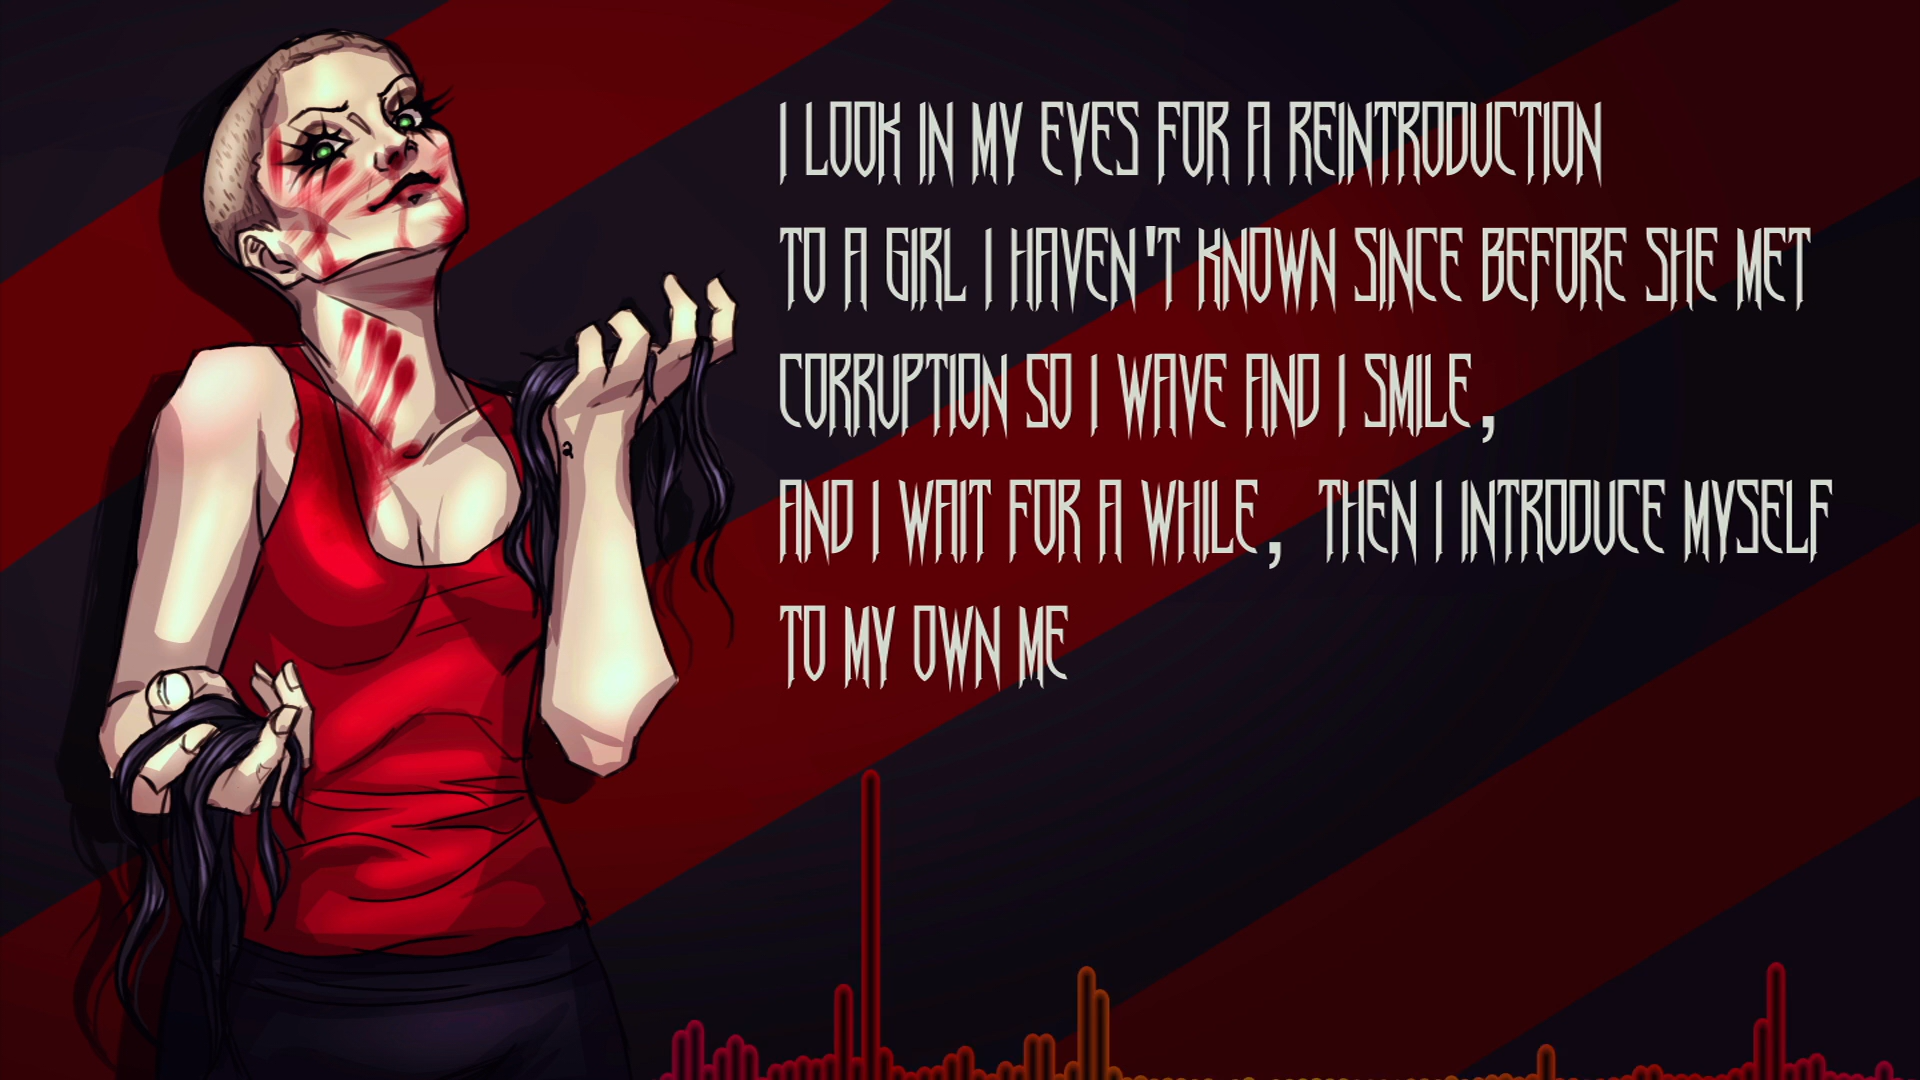 I LOOK IN MY EYES FOR A REINTRODUCTION
TO A GIRL I HAVEN'T KNOWN SINCE BEFORE SHE MET
CORRUPTION SO I WAVE AND I SMILE,
AND I WAIT FOR A WHILE, THEN I INTRODUCE MYSELF
TO MY OWN ME
2